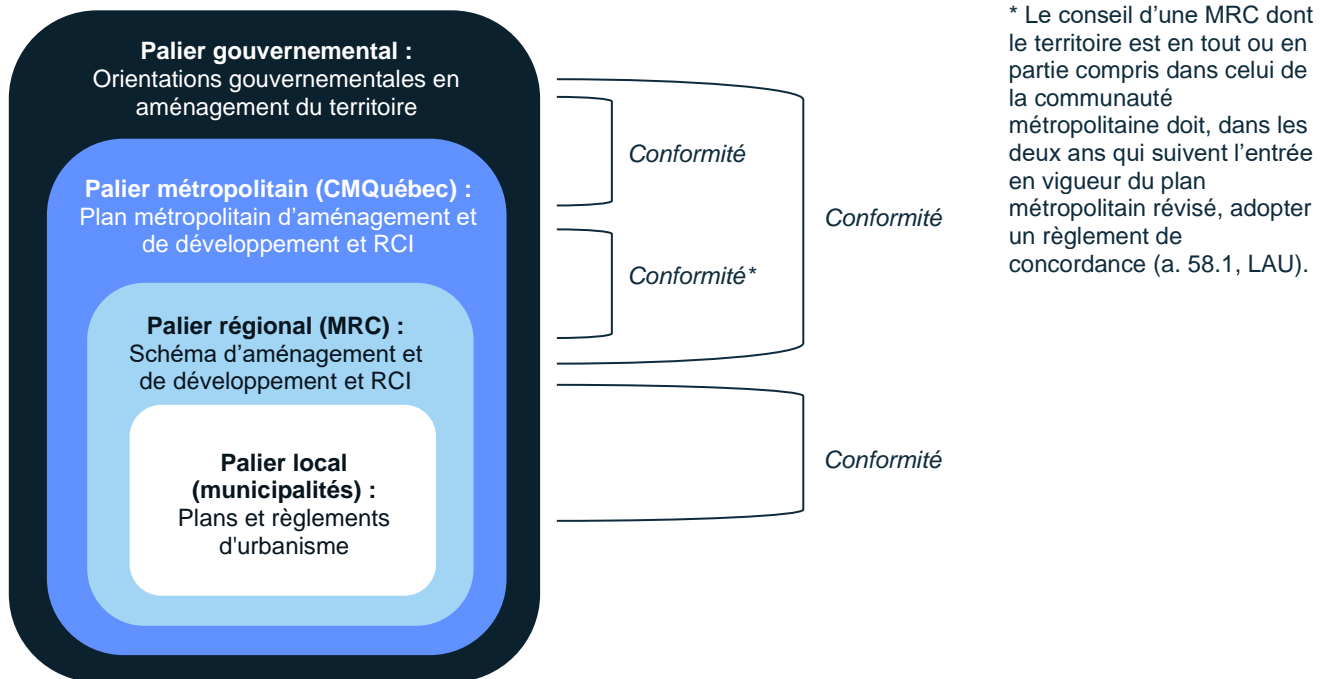 Palier gouvernemental :
Orientations gouvernementales en
aménagement du territoire
Palier métropolitain (CMQuébec) :
Plan métropolitain d’aménagement et
de développement et RCI
Palier régional (MRC) :
Schéma d’aménagement et
de développement et RCI
Palier local
(municipalités) :
Plans et règlements
d'urbanisme
Conformité
Conformité*
Conformité
Conformité
* Le conseil d’une MRC dont
le territoire est en tout ou en
partie compris dans celui de
la communauté
métropolitaine doit, dans les
deux ans qui suivent l’entrée
en vigueur du plan
métropolitain révisé, adopter
un règlement de
concordance (a. 58.1, LAU).